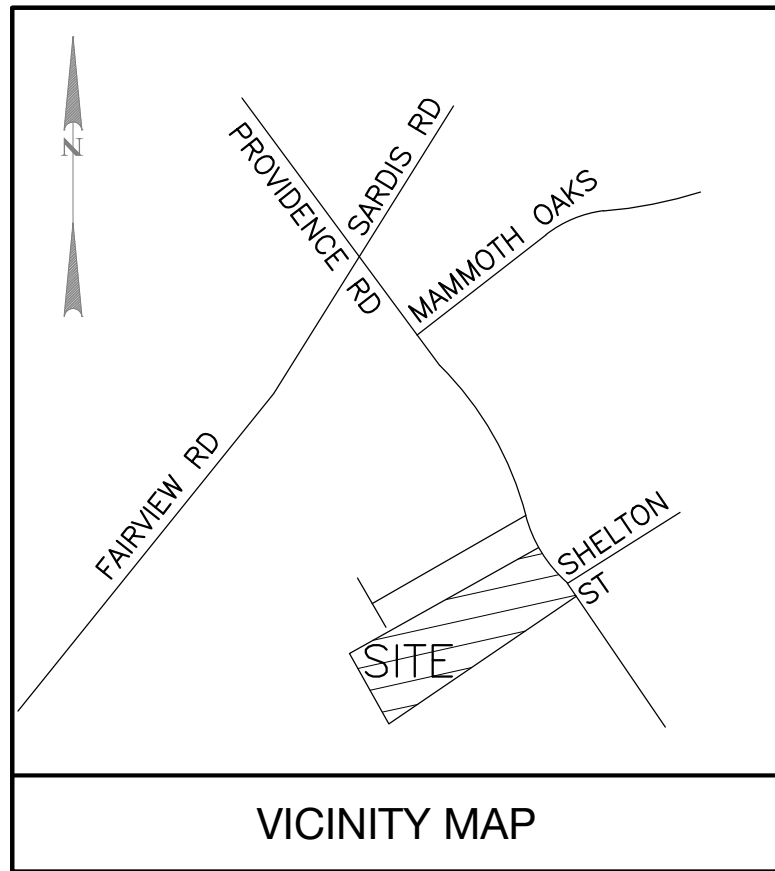 N
PROVIDENCE RD
SARDIS RD
MAMMOTH OAKS
FAIRVIEW RD
SHELTON
ST
SITE
VICINITY MAP